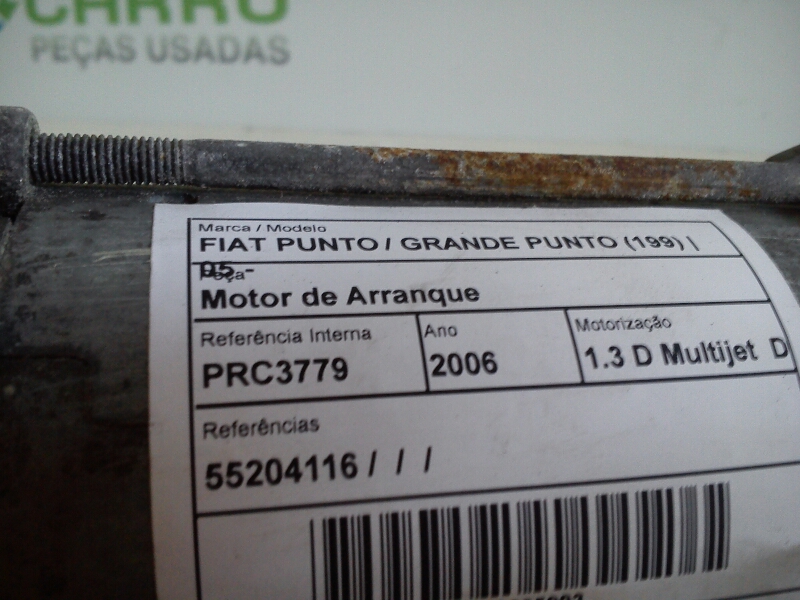 CARRO
PEÇAS USADAS
Marca / Modelo
FIAT PUNTO / GRANDE PUNTO (199) |
05 -
Peça
Motor de Arranque
Referência Interna
PRC3779
Ano
2006
Motorização
1.3 D Multijet D
Referências
55204116 / / /